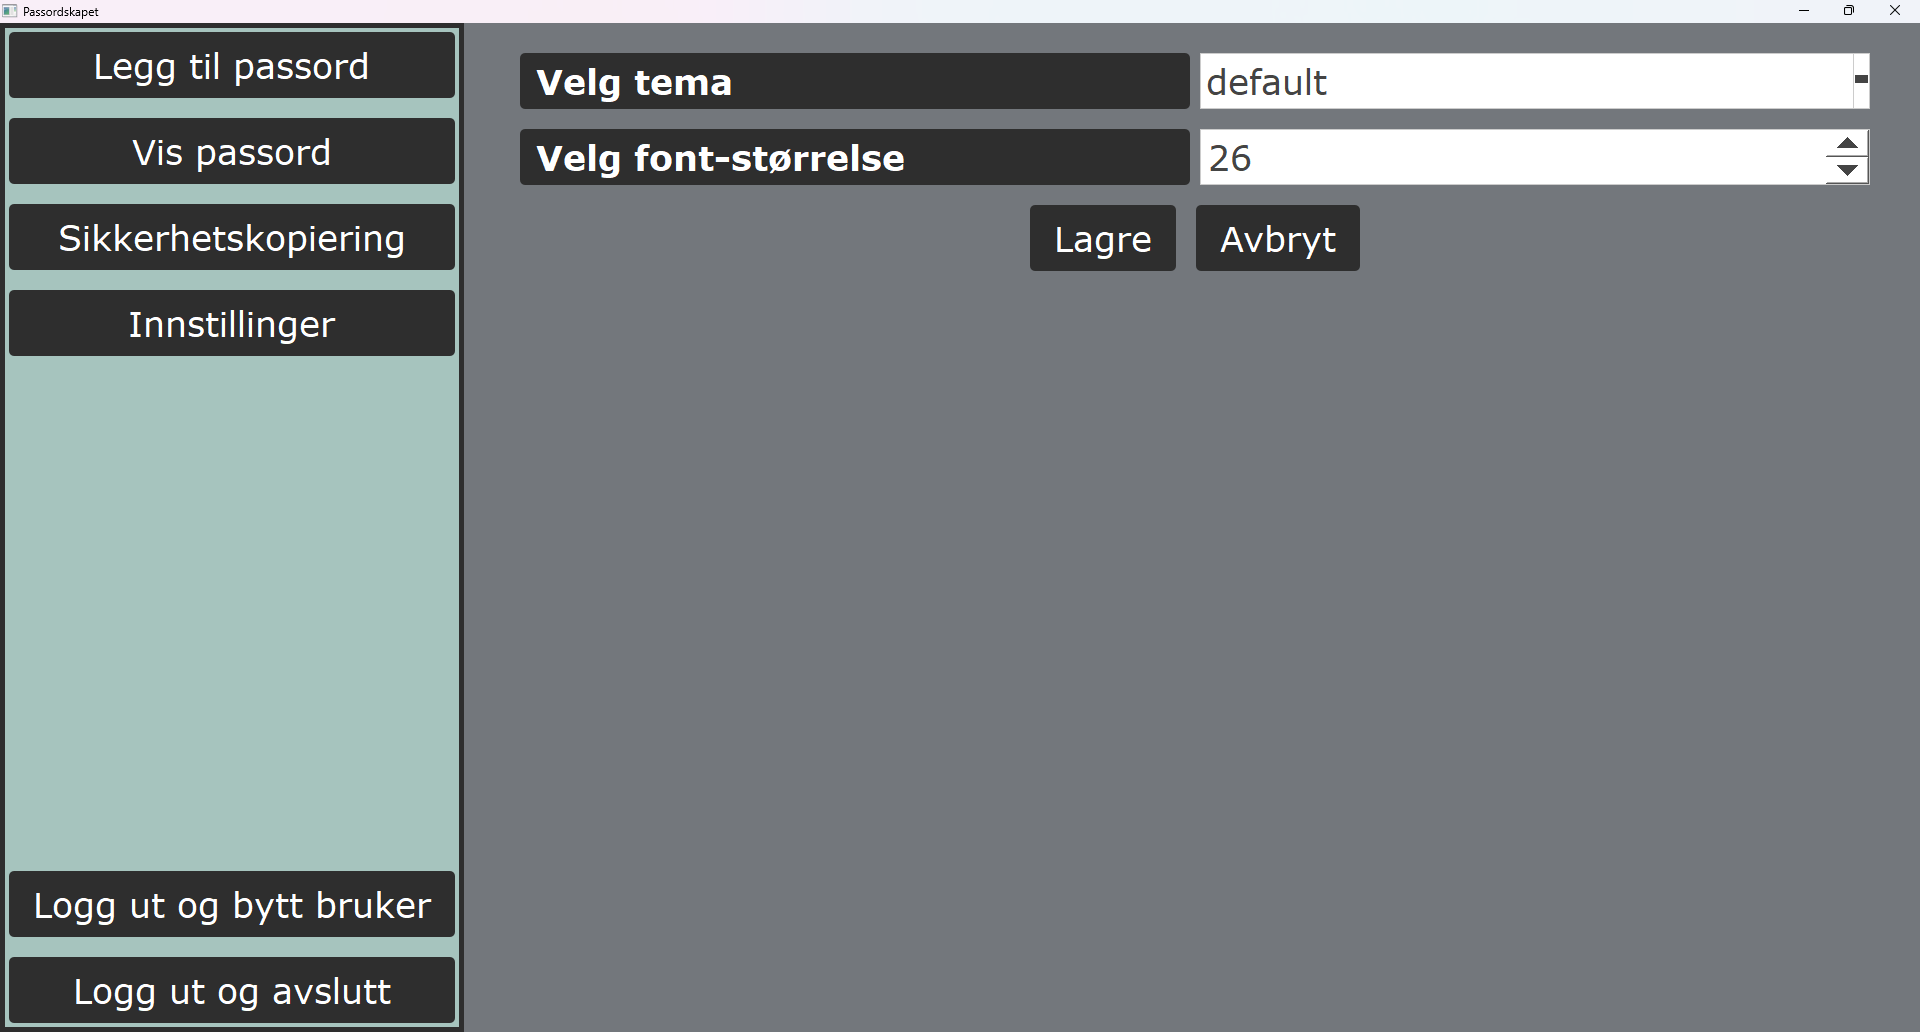 Passordskapet
Legg til passord
Vis passord
Sikkerhetskopiering
Innstillinger
Logg ut og bytt bruker
Logg ut og avslutt
Velg tema
default
Velg font-størrelse
26
Lagre
Avbryt